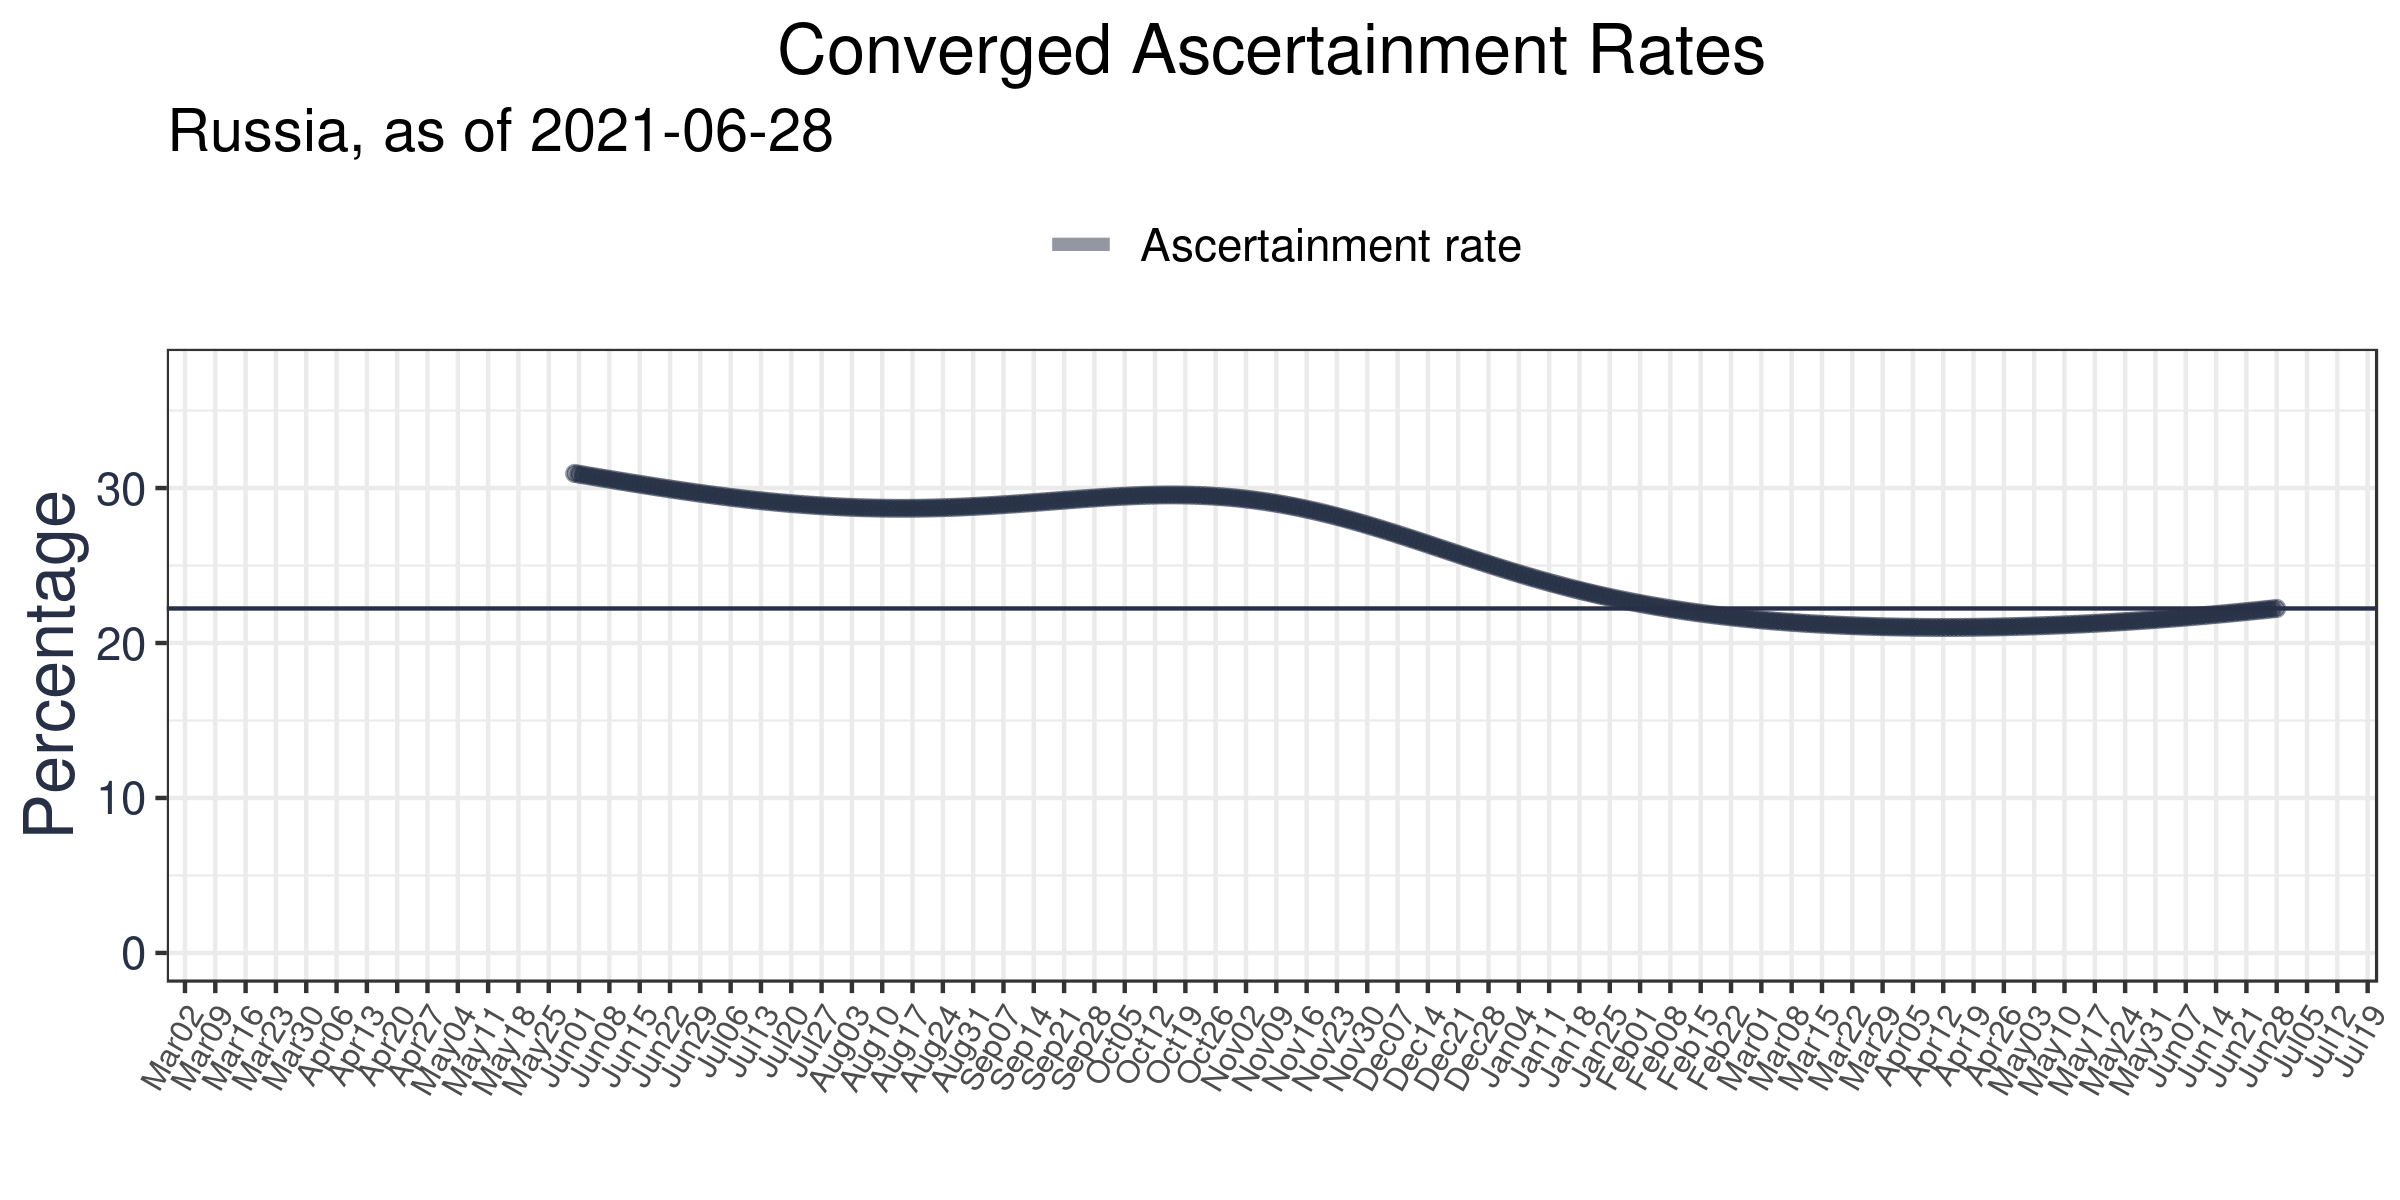 Converged Ascertainment Rates
Russia, as of 2021-06-28
Ascertainment rate
Percentage
30
20
10
0
Mar02
Mar09
Mar16
Mar23
Mar30
Apr06
Apr13
Apr20
Apr27
May04
May11
May18
May25
Jun01
Jun08
Jun15
Jun22
Jun29
Jul06
Jul13
Jul20
Jul27
Aug03
Aug10
Aug17
Aug24
Aug31
Sep07
Sep14
Sep21
Sep28
Oct05
Oct12
Oct19
Oct26
Nov02
Nov09
Nov16
Nov23
Nov30
Dec07
Dec14
Dec21
Dec28
Jan04
Jan11
Jan18
Jan25
Feb01
Feb08
Feb15
Feb22
Mar01
Mar08
Mar15
Mar22
Mar29
Apr05
Apr12
Apr19
Apr26
May03
May10
May17
May24
May31
May07
Jun14
Jun21
Jun28
Jul05
Jul12
Jul19